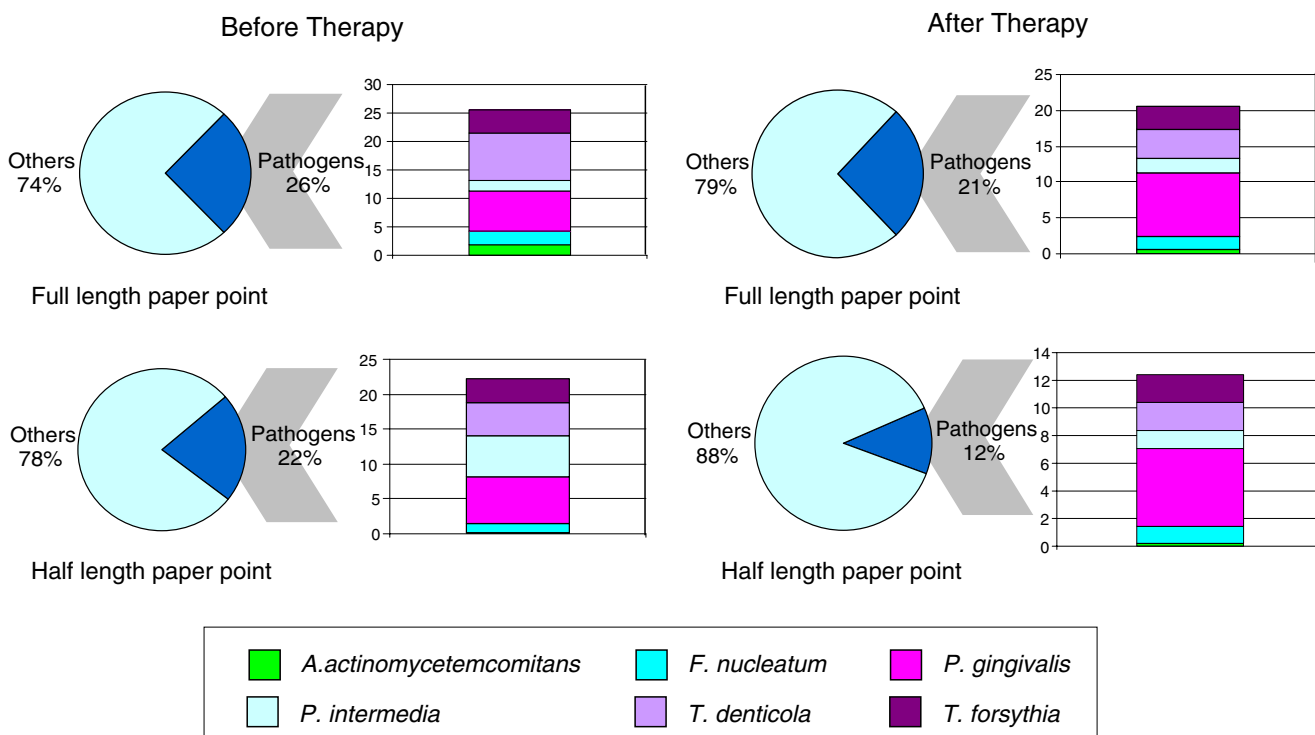 Before Therapy
After Therapy
Others
74%
Pathogens
26%
30
25
20
15
10
5
0
Full length paper point
Others
79%
Pathogens
21%
25
20
15
10
5
0
Full length paper point
Others
78%
Pathogens
22%
25
20
15
10
5
0
Half length paper point
Others
88%
Pathogens
12%
14
12
10
8
6
4
2
0
Half length paper point
A.actinomycetemcomitans
F. nucleatum
P. gingivalis
P. intermedia
T. denticola
T. forsythia